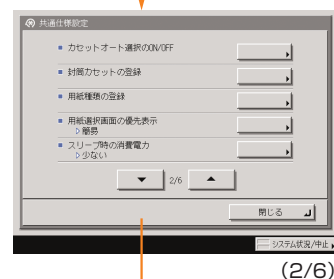 共通仕様設定
カセットオート選択のON/OFF
封筒カセットの登録
用紙種類の登録
用紙選択画面の優先表示
簡易
スリープ時の消費電力
少ない
2/6
閉じる
システム状況/中止
(2/6)